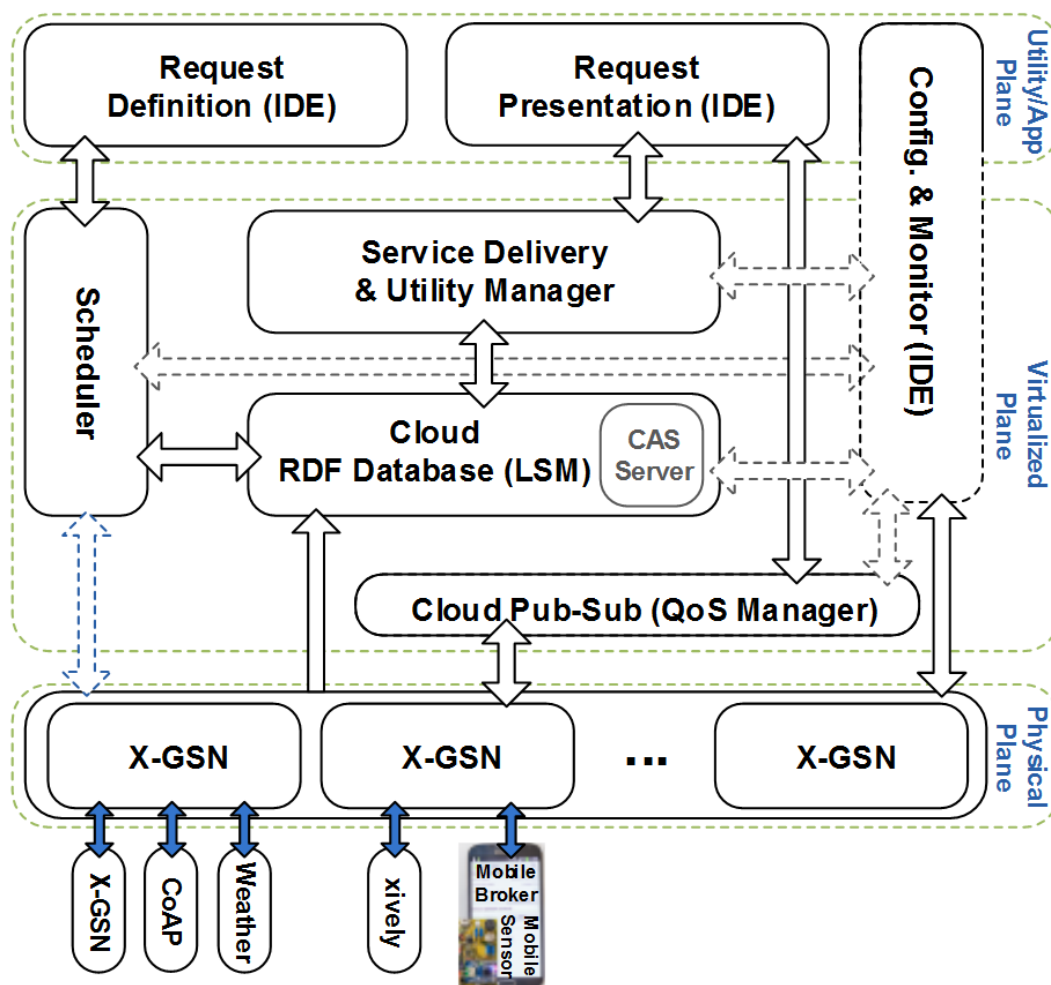 Request
Definition (IDE)
Request
Presentation (IDE)
Config. & Monitor (IDE)
Utility/App
Plane
Scheduler
Service Delivery
& Utility Manager
Cloud
RDF Database (LSM)
CAS
Server
Virtualized
Plane
Cloud Pub-Sub (QoS Manager)
X-GSN
X-GSN
...
X-GSN
Physical
Plane
X-GSN
CoAP
Weather
xively
Mobile
Broker
Mobile
Sensor